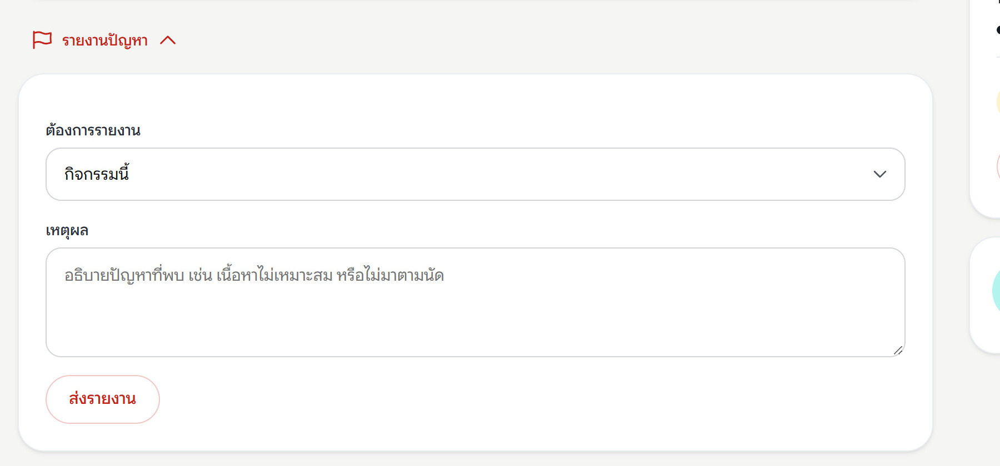 รายงานปัญหา
ต้องการรายงาน
กิจกรรมนี้
เหตุผล
อธิบายปัญหาที่พบ เช่น เนื้อหาไม่เหมาะสม หรือไม่มาตามนัด
ส่งรายงาน